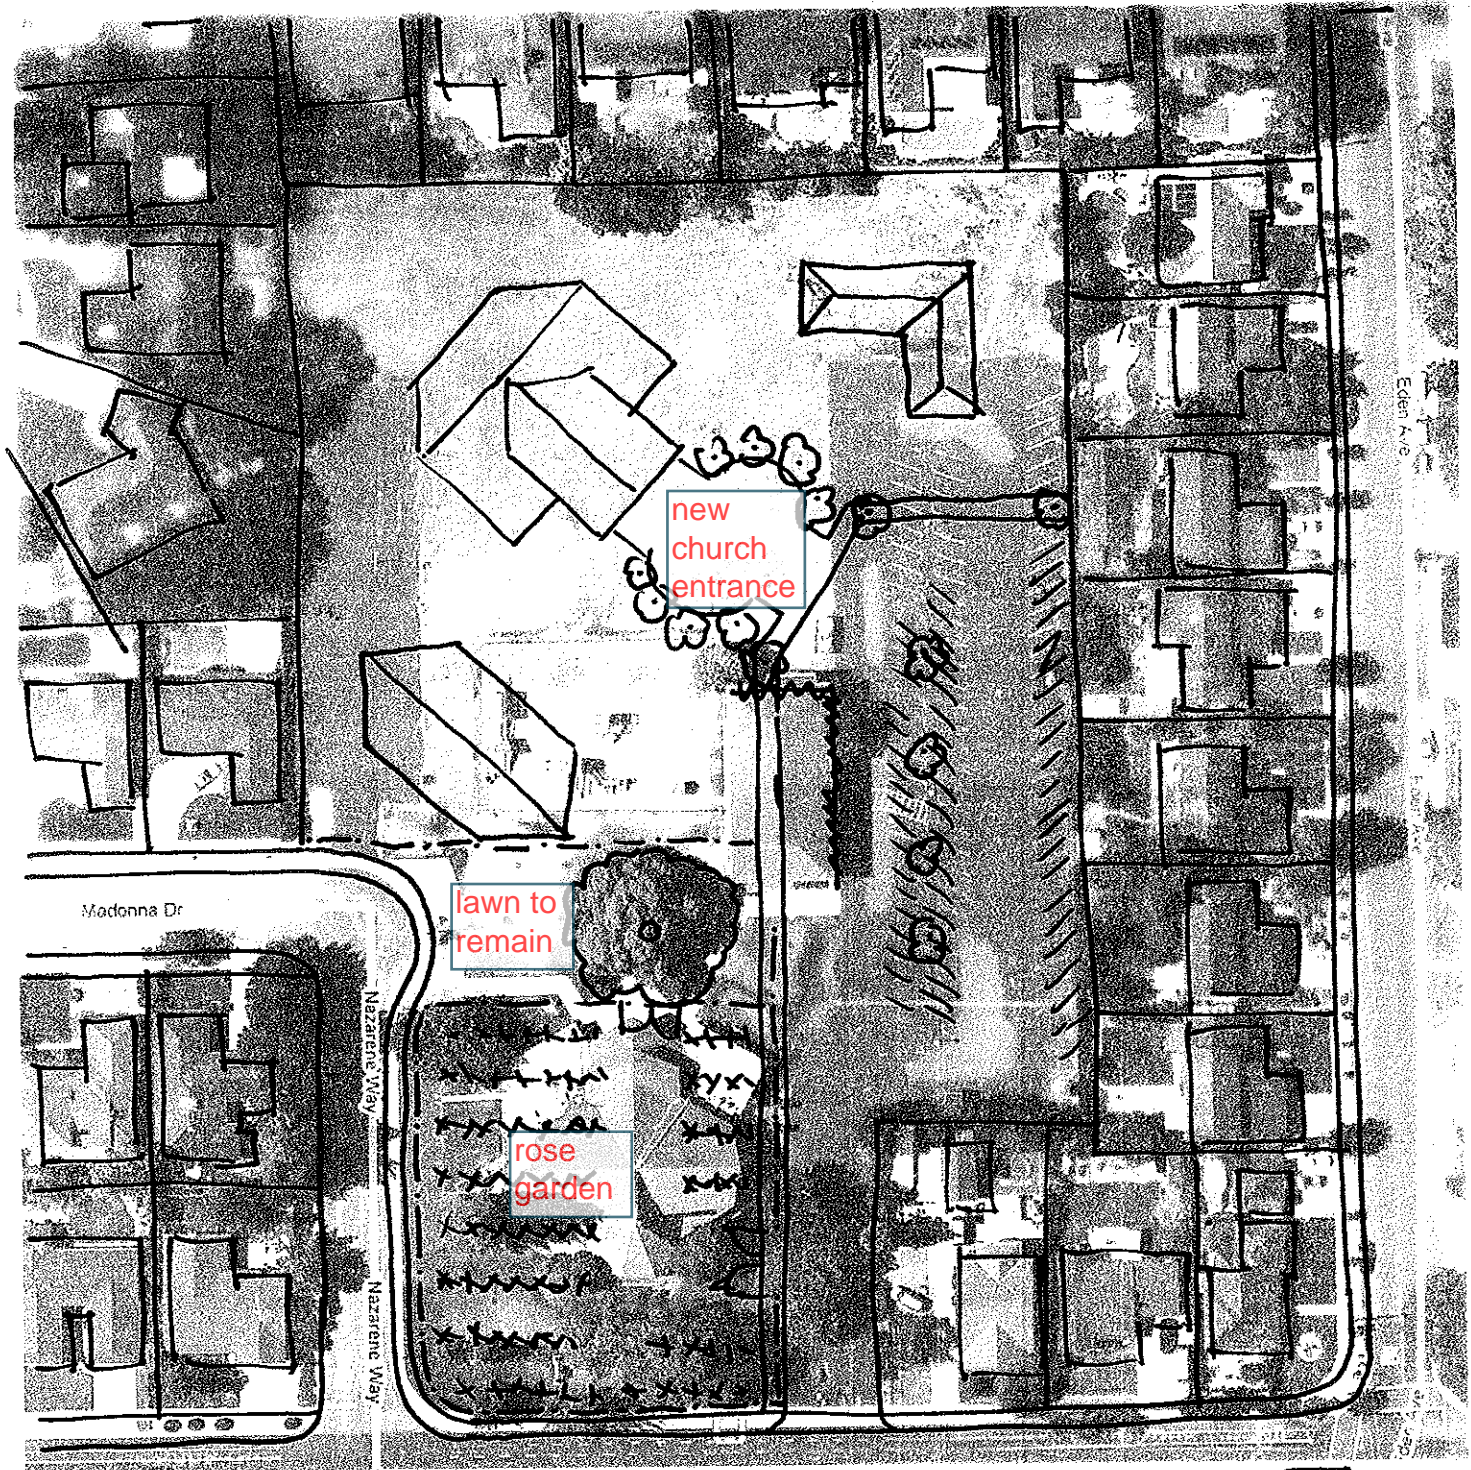 Eden Ave
new
church
entrance
lawn to
remain
Madonna Dr
Nazarene Way
rose
garden
Nazarene Way